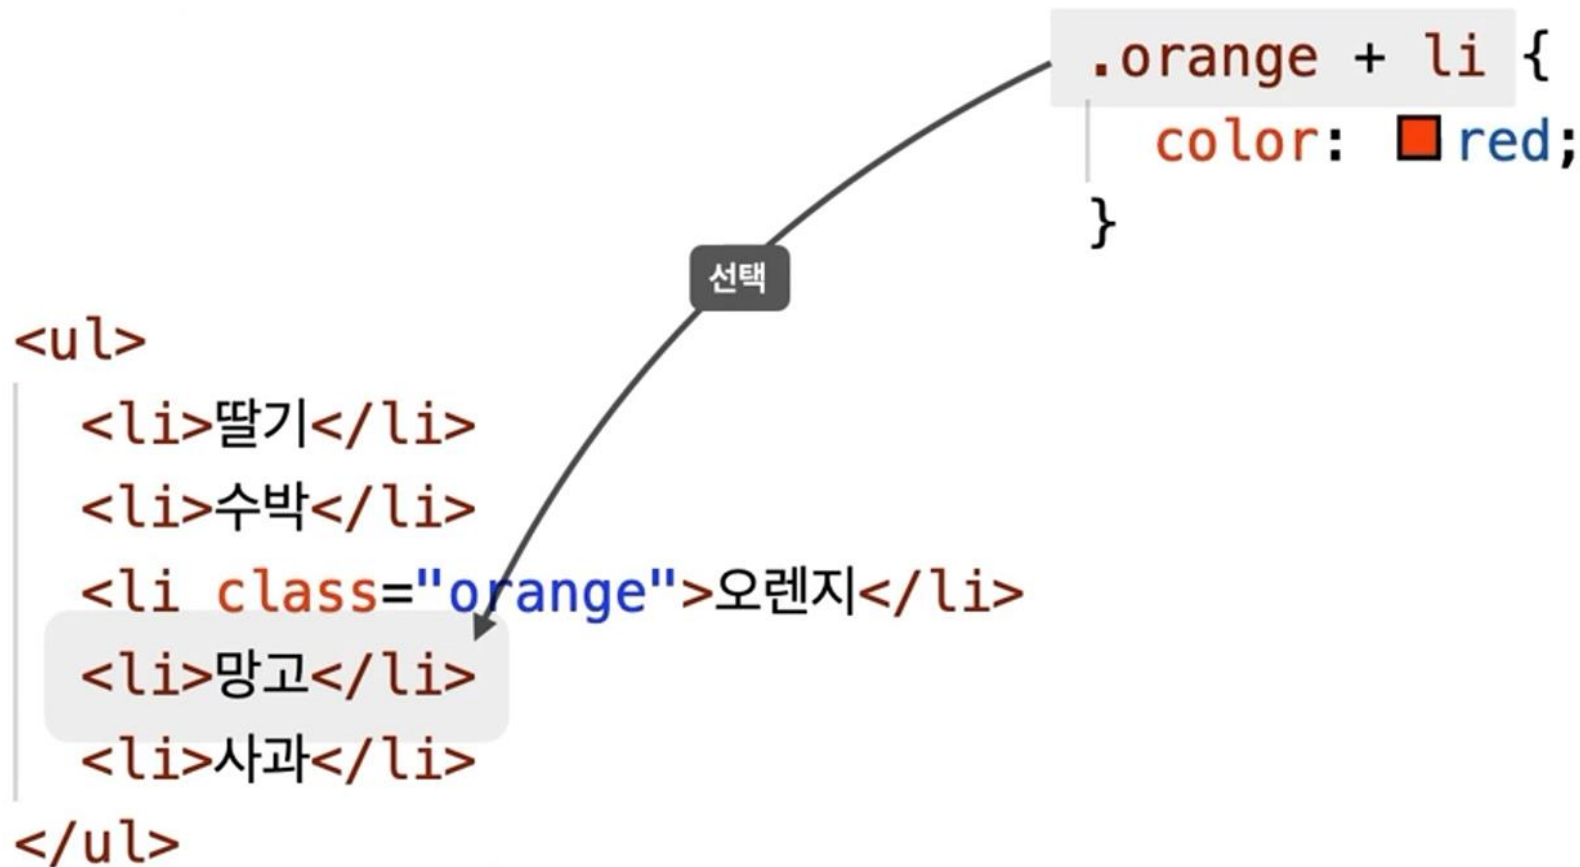 .orange + li {
color: red;
}
선택
<ul>
<li>딸기</li>
<li>수박</li>
<li class="orange">오렌지</li>
<li>망고</li>
<li>사과</li>
</ul>